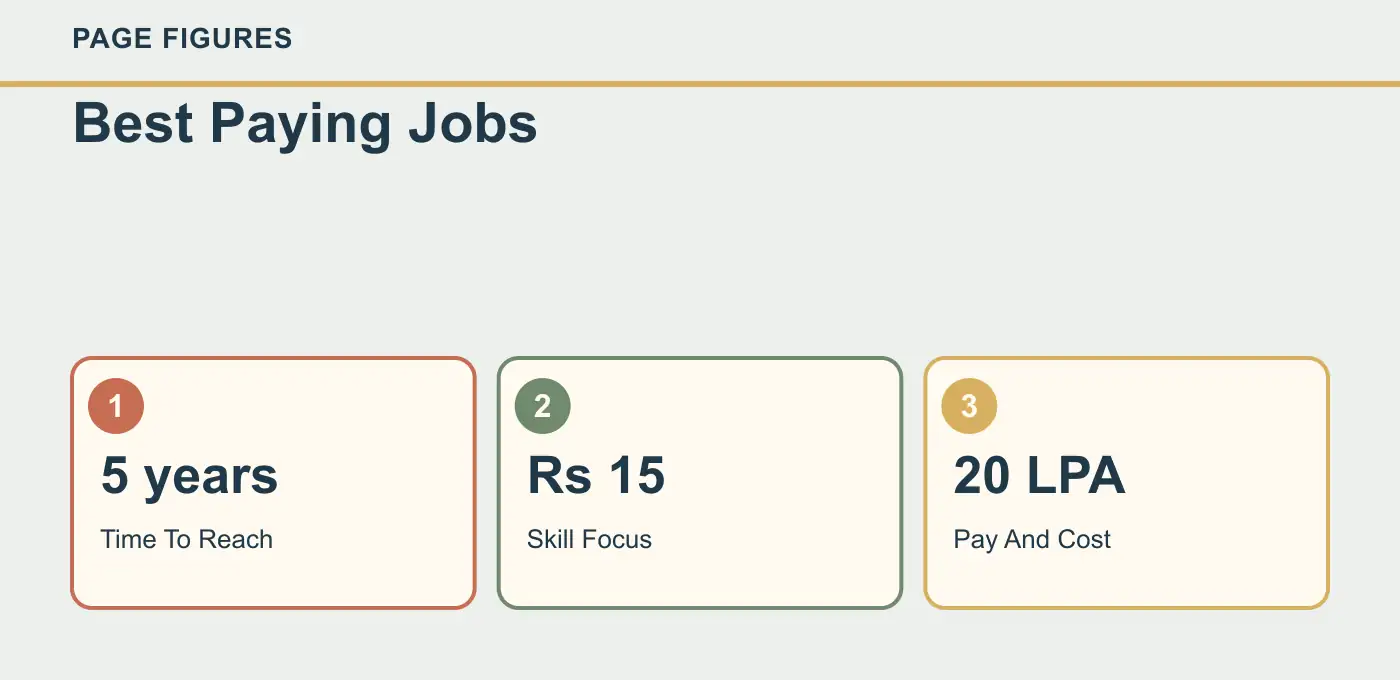 PAGE FIGURES
Best Paying Jobs
1
5 years
Time To Reach
2
Rs 15
Skill Focus
3
20 LPA
Pay And Cost